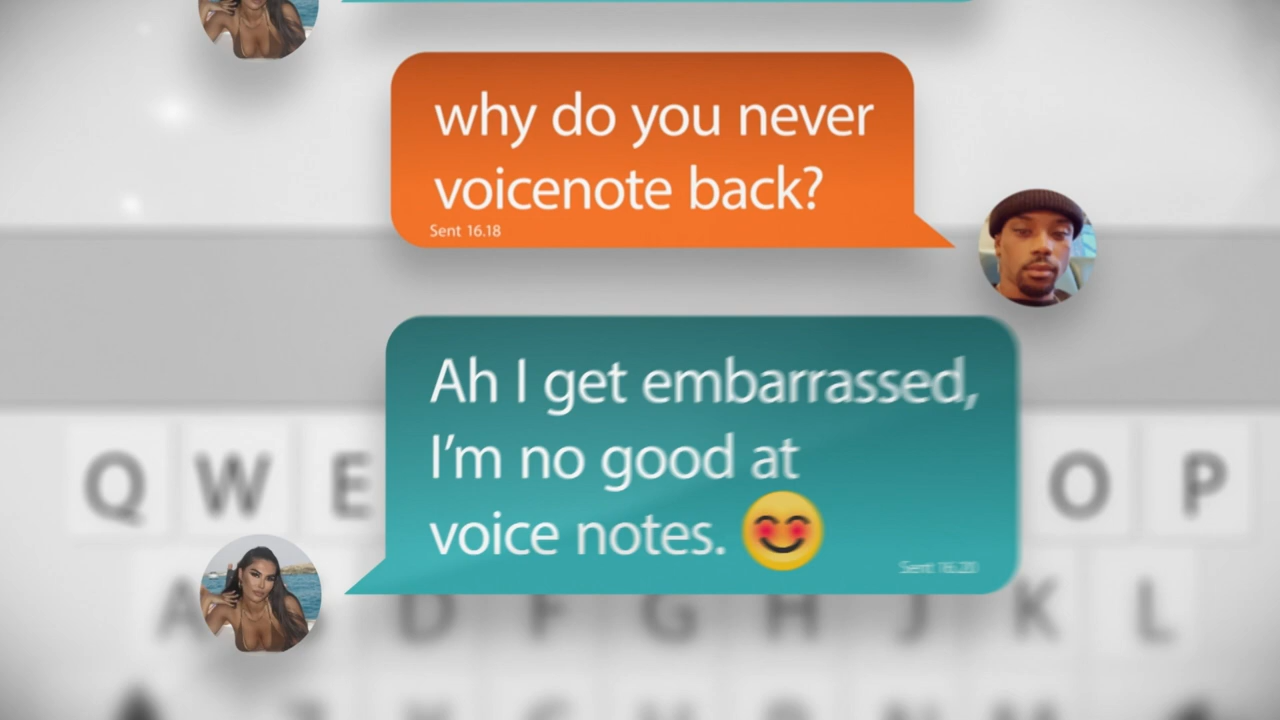 why do you never
voicenote back?
Sent 16.18
Ah I get embarrassed,
I’m no good at
voice notes. 😊
Sent 16.20
Q W E O P
A D F G H J K L